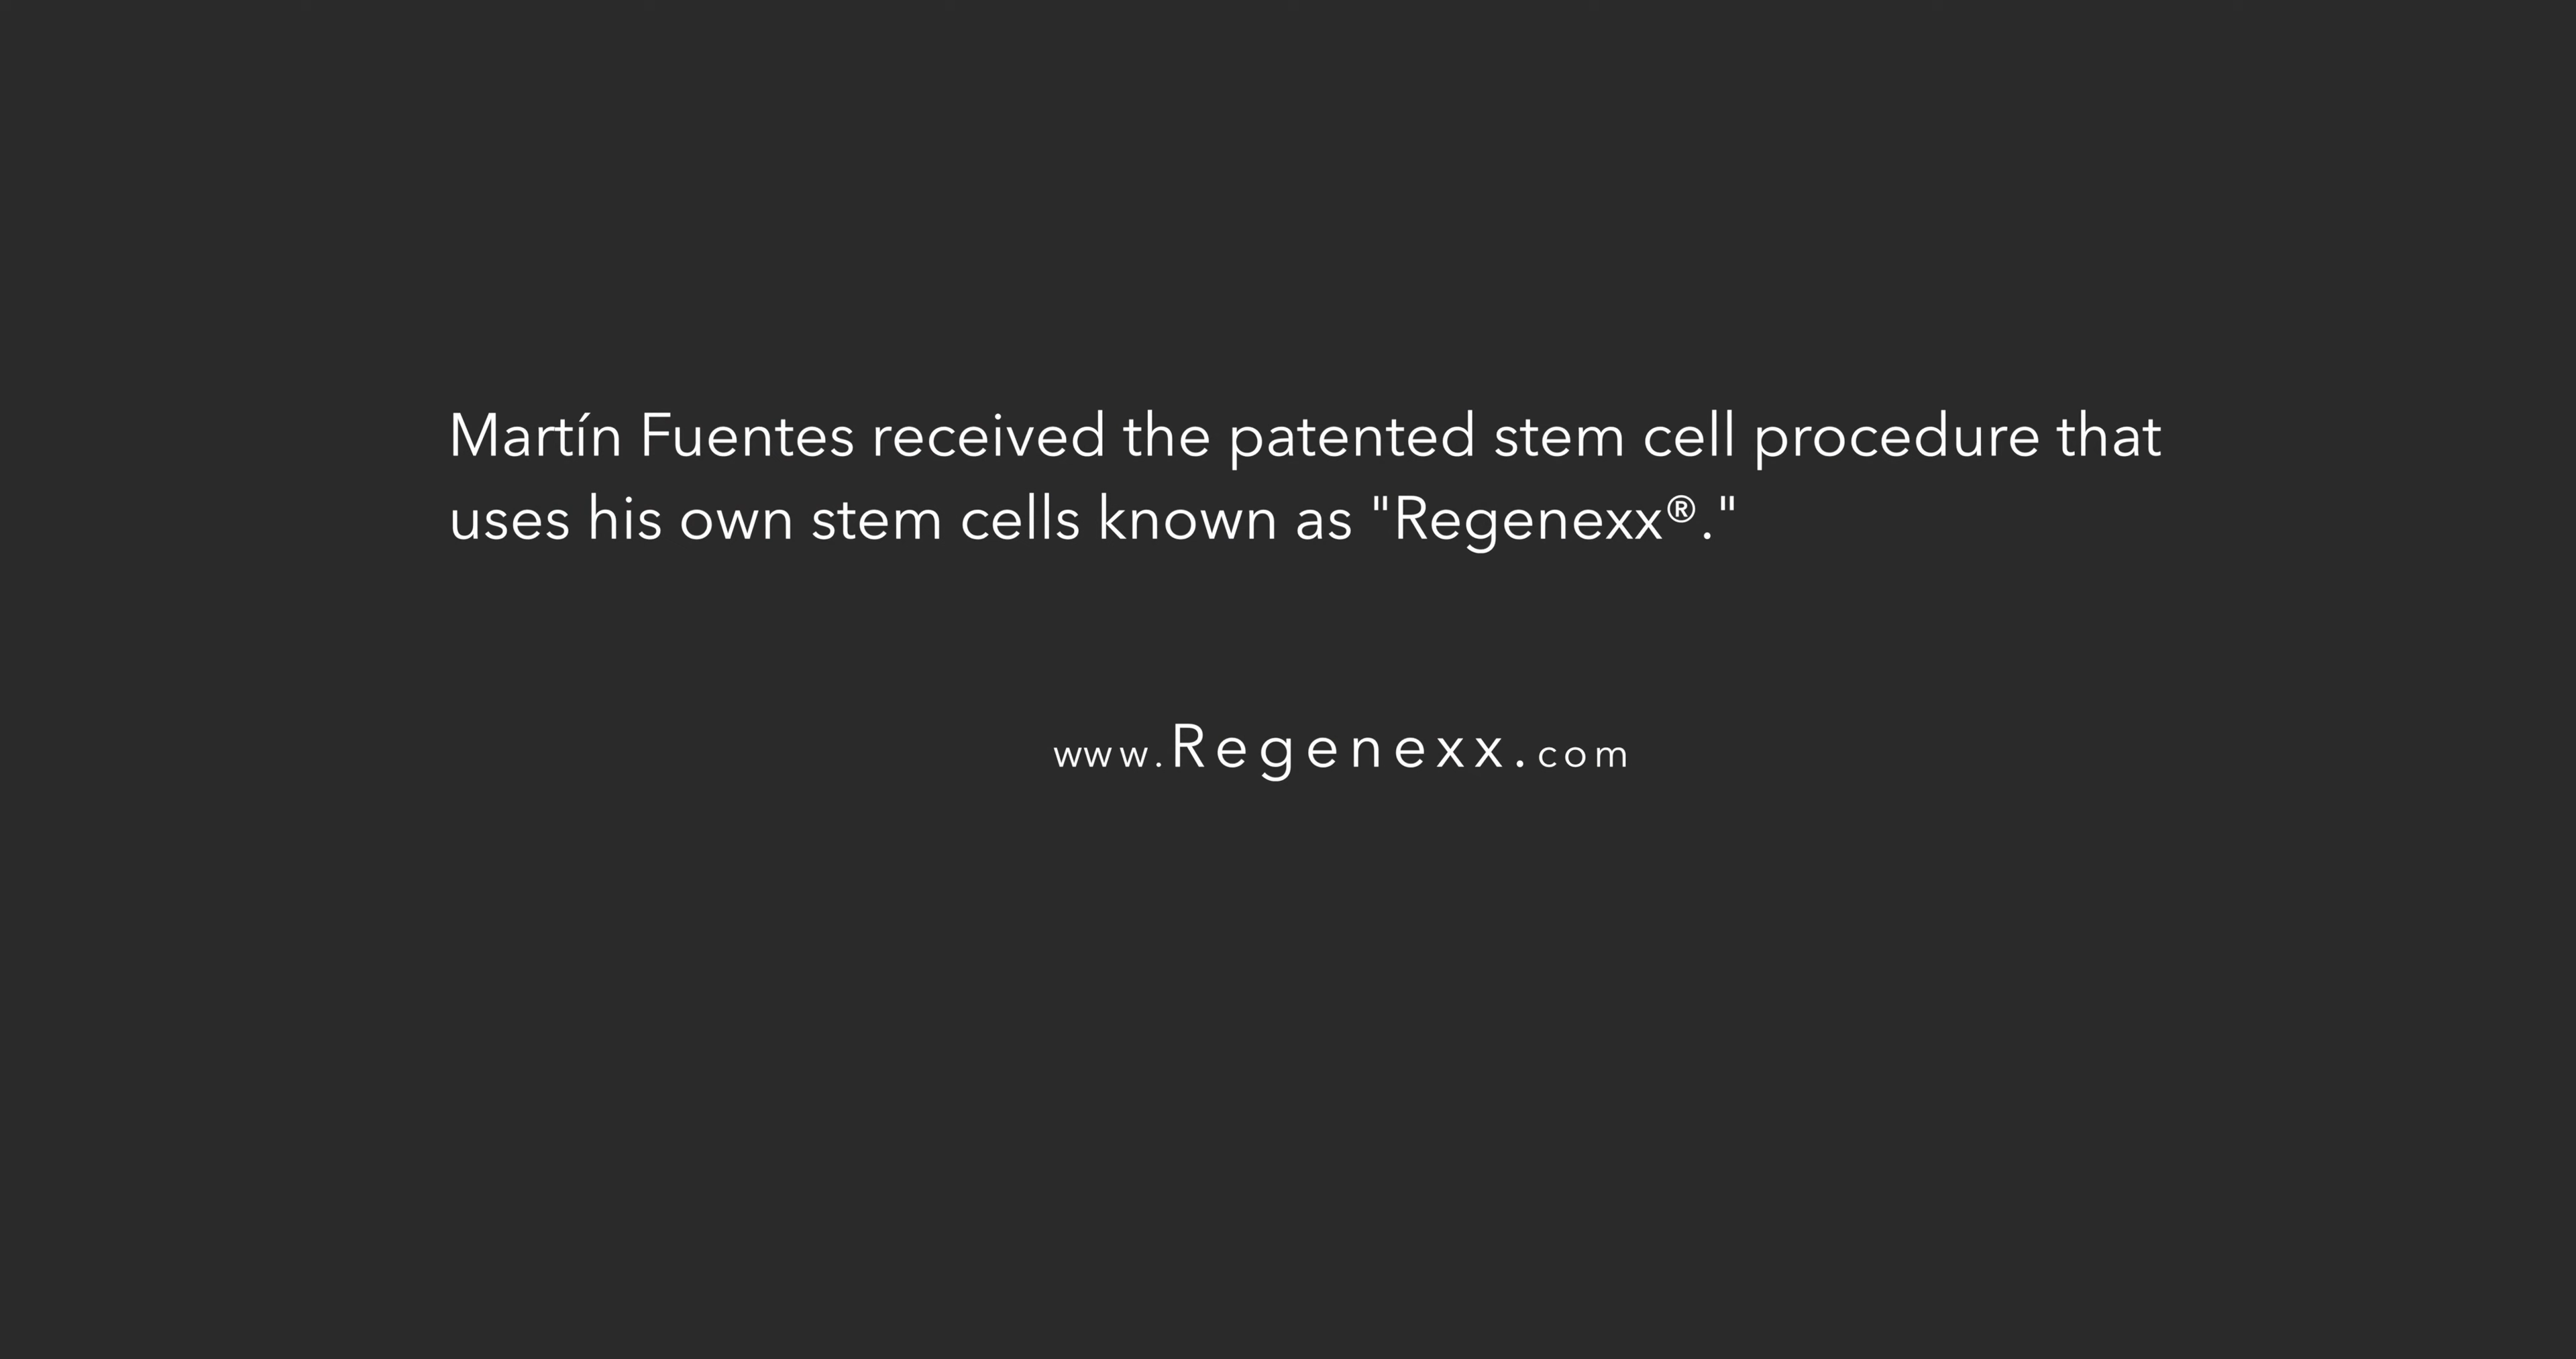 Martín Fuentes received the patented stem cell procedure that
uses his own stem cells known as "Regenexx®."
www.Regenexx.com